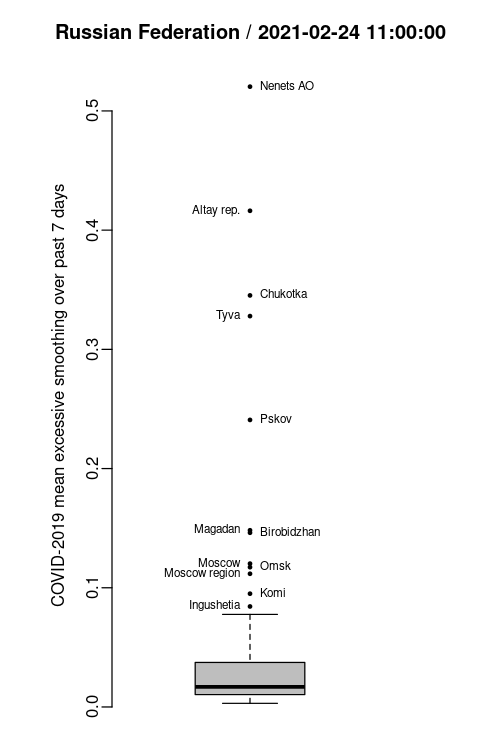 Russian Federation / 2021-02-24 11:00:00
COVID-2019 mean excessive smoothing over past 7 days
0.5
0.4
0.3
0.2
0.1
0.0
Nenets AO
Altay rep.
Chukotka
Tyva
Pskov
Magadan
Birobidzhan
Moscow
Omsk
Moscow region
Komi
Ingushetia